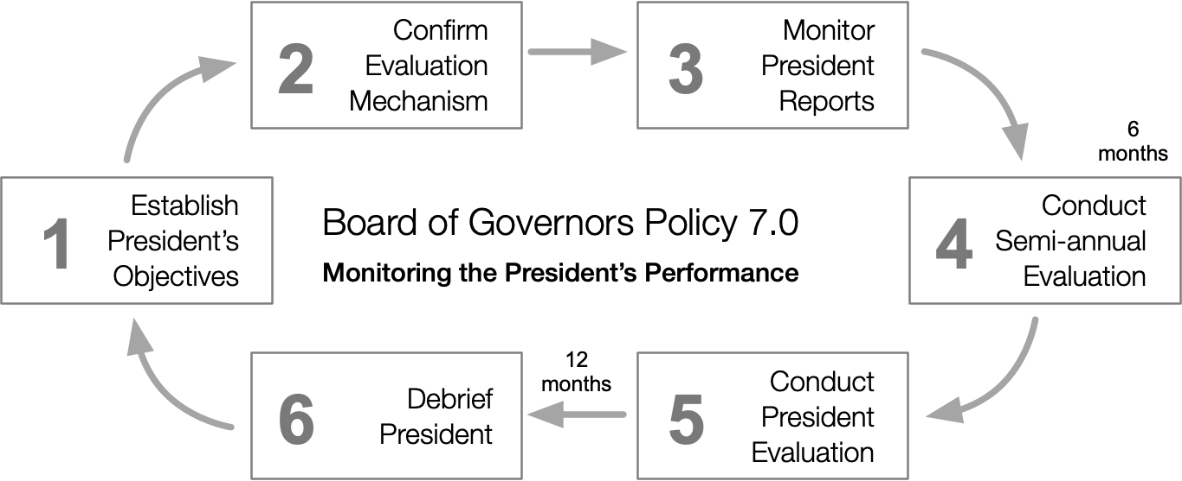 Board of Governors Policy 7.0
Monitoring the President's Performance
1
Establish
President's
Objectives
2
Confirm
Evaluation
Mechanism
3
Monitor
President
Reports
6
months
4
Conduct
Semi-annual
Evaluation
5
Conduct
President
Evaluation
12
months
6
Debrief
President